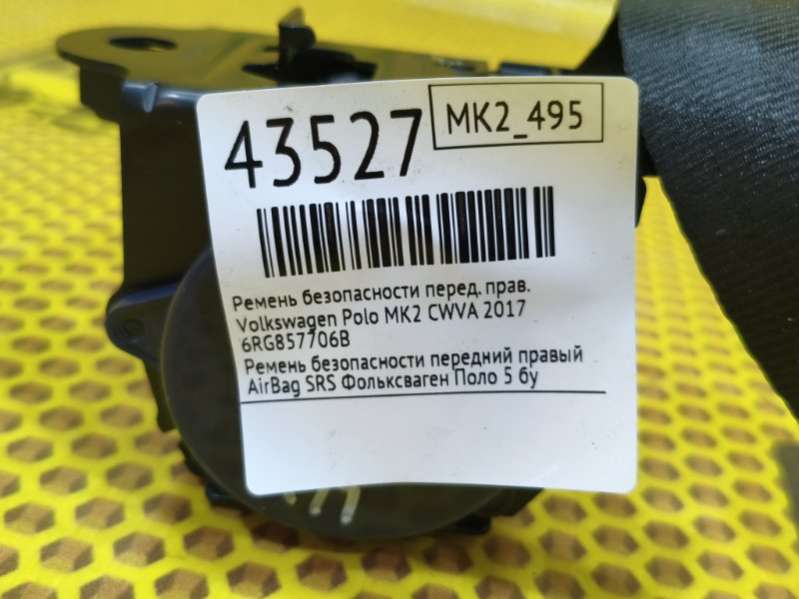 43527
MK2_495
Ремень безопасности перед. прав.
Volkswagen Polo MK2 CWVA 2017
6RG857706B
Ремень безопасности передний правый
AirBag SRS Фольксваген Поло 5 бу